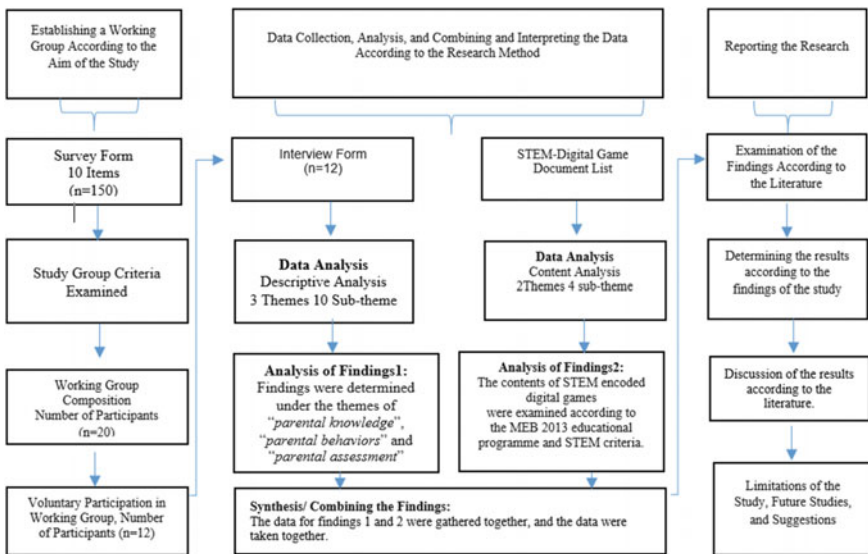 Establishing a Working
Group According to the
Aim of the Study
Data Collection, Analysis, and Combining and Interpreting the Data
According to the Research Method
Reporting the Research
Survey Form
10 Items
(n=150)
Study Group Criteria
Examined
Working Group
Composition
Number of Participants
(n=20)
Voluntary Participation in
Working Group, Number
of Participants (n=12)
Interview Form
(n=12)
Data Analysis
Descriptive Analysis
3 Themes 10 Sub-theme
Analysis of Findings1:
Findings were determined
under the themes of
"parental knowledge",
"parental behaviors" and
"parental assessment"
STEM-Digital Game
Document List
Data Analysis
Content Analysis
2Themes 4 sub-theme
Analysis of Findings2:
The contents of STEM encoded
digital games
were examined according to
the MEB 2013 educational
programme and STEM criteria.
Synthesis/ Combining the Findings:
The data for findings 1 and 2 were gathered together, and the data were
taken together.
Examination of the
Findings According to
the Literature
Determining the results
according to the
findings of the study
Discussion of the results
according to the
literature.
Limitations of the
Study, Future Studies,
and Suggestions